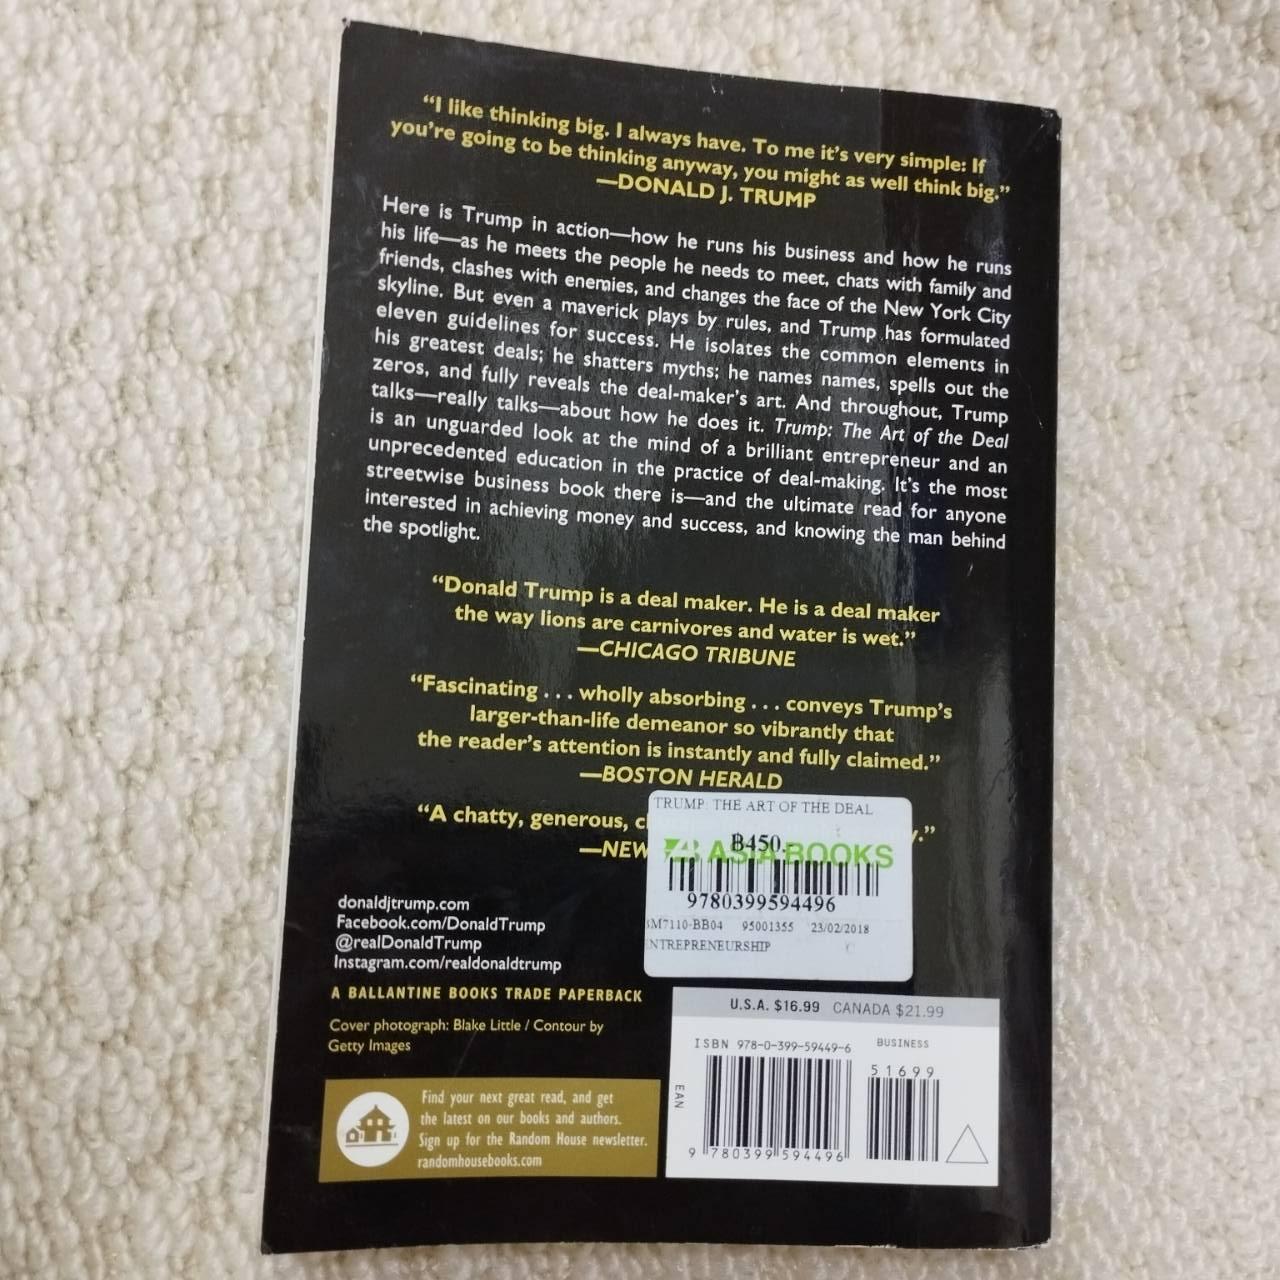 “I like thinking big. I always have. To me it’s very simple: If
you’re going to be thinking anyway, you might as well think big.”
—DONALD J. TRUMP
Here is Trump in action—how he runs his business and how he runs
his life—as he meets the people he needs to meet, chats with family and
friends, clashes with enemies, and changes the face of the New York City
skyline. But even a maverick plays by rules, and Trump has formulated
eleven guidelines for success. He isolates the common elements in
his greatest deals; he shatters myths; he names names, spells out the
zeros, and fully reveals the deal-maker’s art. And throughout, Trump
talks—really talks—about how he does it. Trump: The Art of the Deal
is an unguarded look at the mind of a brilliant entrepreneur and an
unprecedented education in the practice of deal-making. It’s the most
streetwise business book there is—and the ultimate read for anyone
interested in achieving money and success, and knowing the man behind
the spotlight.
“Donald Trump is a deal maker. He is a deal maker
the way lions are carnivores and water is wet.”
—CHICAGO TRIBUNE
“Fascinating . . . wholly absorbing . . . conveys Trump’s
larger-than-life demeanor so vibrantly that
the reader’s attention is instantly and fully claimed.”
—BOSTON HERALD
“A chatty, generous,
—NEW
TRUMP: THE ART OF THE DEAL
฿450.
ASIA BOOKS
9780399594496
95001355 23/02/2018
donaldjtrump.com
Facebook.com/DonaldTrump
@realDonaldTrump
Instagram.com/realdonaldtrump
A BALLANTINE BOOKS TRADE PAPERBACK
Cover photograph: Blake Little / Contour by
Getty Images
Find your next great read, and get
the latest on our books and authors.
Sign up for the Random House newsletter.
randomhousebooks.com
U.S.A. $16.99 CANADA $21.99
ISBN 978-0-399-59449-6 BUSINESS
51699
EAN
9 780399 594496